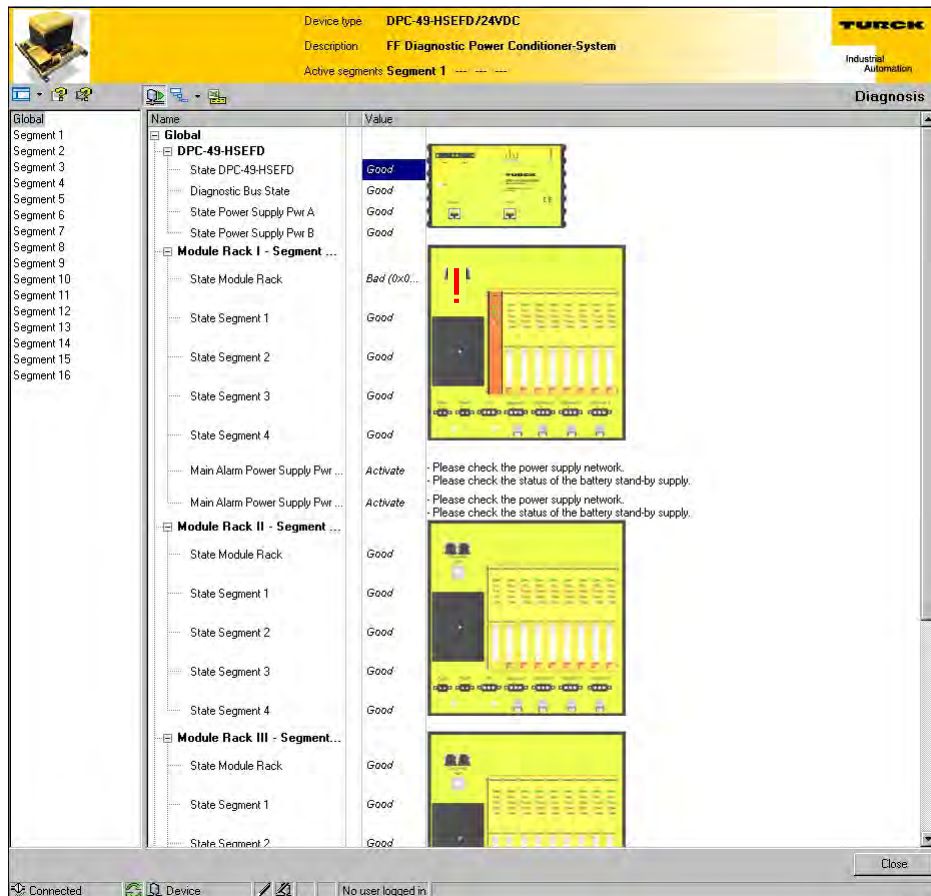 Device type DPC-49-HSEFD/24VDC
TURCK
Description FF Diagnostic Power Conditioner-System
Industrial
Automation
Active segments Segment 1 --- --- ---
Diagnosis
Global
Segment 1
Segment 2
Segment 3
Segment 4
Segment 5
Segment 6
Segment 7
Segment 8
Segment 9
Segment 10
Segment 11
Segment 12
Segment 13
Segment 14
Segment 15
Segment 16
Name Value
Global
DPC-49-HSEFD
State DPC-49-HSEFD Good
Diagnostic Bus State Good
State Power Supply Pwr A Good
State Power Supply Pwr B Good
TURCK
Module Rack I - Segment ...
State Module Rack Bad (0x0...
!
State Segment 1 Good
State Segment 2 Good
State Segment 3 Good
State Segment 4 Good
Main Alarm Power Supply Pwr ... Activate - Please check the power supply network.
- Please check the status of the battery stand-by supply.
Main Alarm Power Supply Pwr ... Activate - Please check the power supply network.
- Please check the status of the battery stand-by supply.
Module Rack II - Segment ...
State Module Rack Good
State Segment 1 Good
State Segment 2 Good
State Segment 3 Good
State Segment 4 Good
Module Rack III - Segment...
State Module Rack Good
State Segment 1 Good
State Segment 2 Good
Close
Connected Device No user logged in